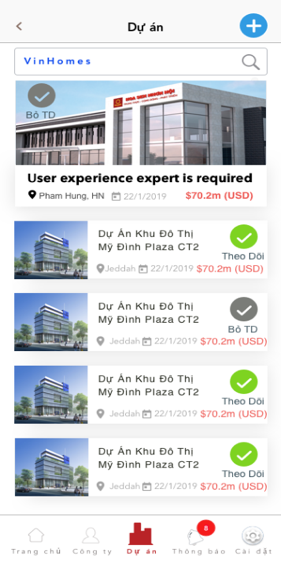 Dự án
VinHomes
Bỏ TD
User experience expert is required
Pham Hung, HN 22/1/2019 $70.2m (USD)
Dự Án Khu Đô Thị
Mỹ Đình Plaza CT2
Theo Dõi
Jeddah 22/1/2019 $70.2m (USD)
Dự Án Khu Đô Thị
Mỹ Đình Plaza CT2
Bỏ TD
Jeddah 22/1/2019 $70.2m (USD)
Dự Án Khu Đô Thị
Mỹ Đình Plaza CT2
Theo Dõi
Jeddah 22/1/2019 $70.2m (USD)
Dự Án Khu Đô Thị
Mỹ Đình Plaza CT2
Theo Dõi
Jeddah 22/1/2019 $70.2m (USD)
8
Trang chủ Công ty Dự án Thông báo Cài đặt